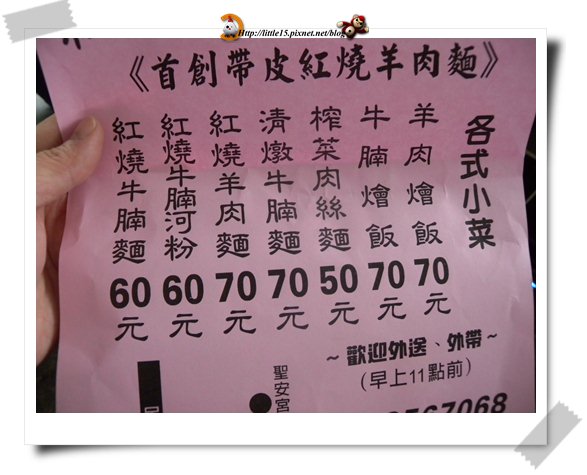 Http://little15.pixnet.net/blog
《首創帶皮紅燒羊肉麵》
各式小菜
羊肉燴飯 70元
牛腩燴飯 70元
榨菜肉絲麵 50元
清燉牛腩麵 70元
紅燒羊肉麵 70元
紅燒牛腩河粉 60元
紅燒牛腩麵 60元
~歡迎外送、外帶~
(早上11點前)
聖安宮
567068